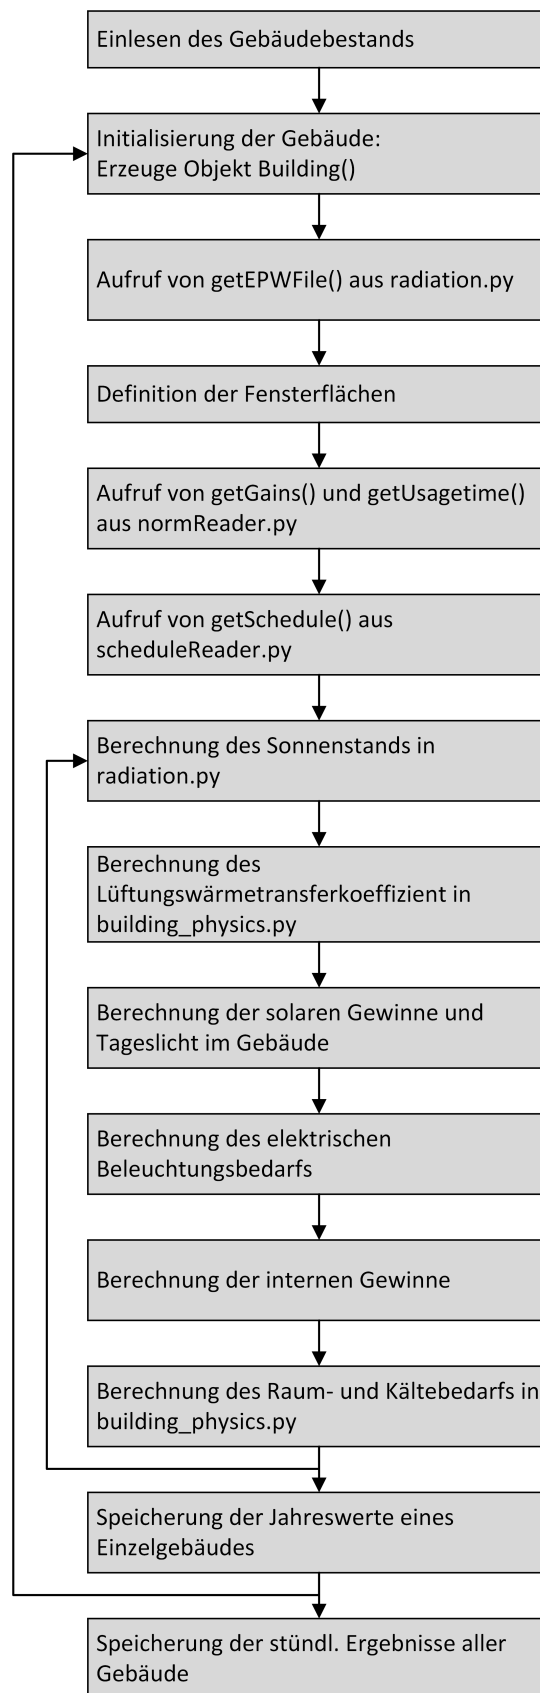 Einlesen des Gebäudebestands
Initialisierung der Gebäude:
Erzeuge Objekt Building()
Aufruf von getEPWFile() aus radiation.py
Definition der Fensterflächen
Aufruf von getGains() und getUsagetime()
aus normReader.py
Aufruf von getSchedule() aus
scheduleReader.py
Berechnung des Sonnenstands in
radiation.py
Berechnung des
Lüftungswärmetransferkoeffizient in
building_physics.py
Berechnung der solaren Gewinne und
Tageslicht im Gebäude
Berechnung des elektrischen
Beleuchtungsbedarfs
Berechnung der internen Gewinne
Berechnung des Raum- und Kältebedarfs in
building_physics.py
Speicherung der Jahreswerte eines
Einzelgebäudes
Speicherung der stündl. Ergebnisse aller
Gebäude